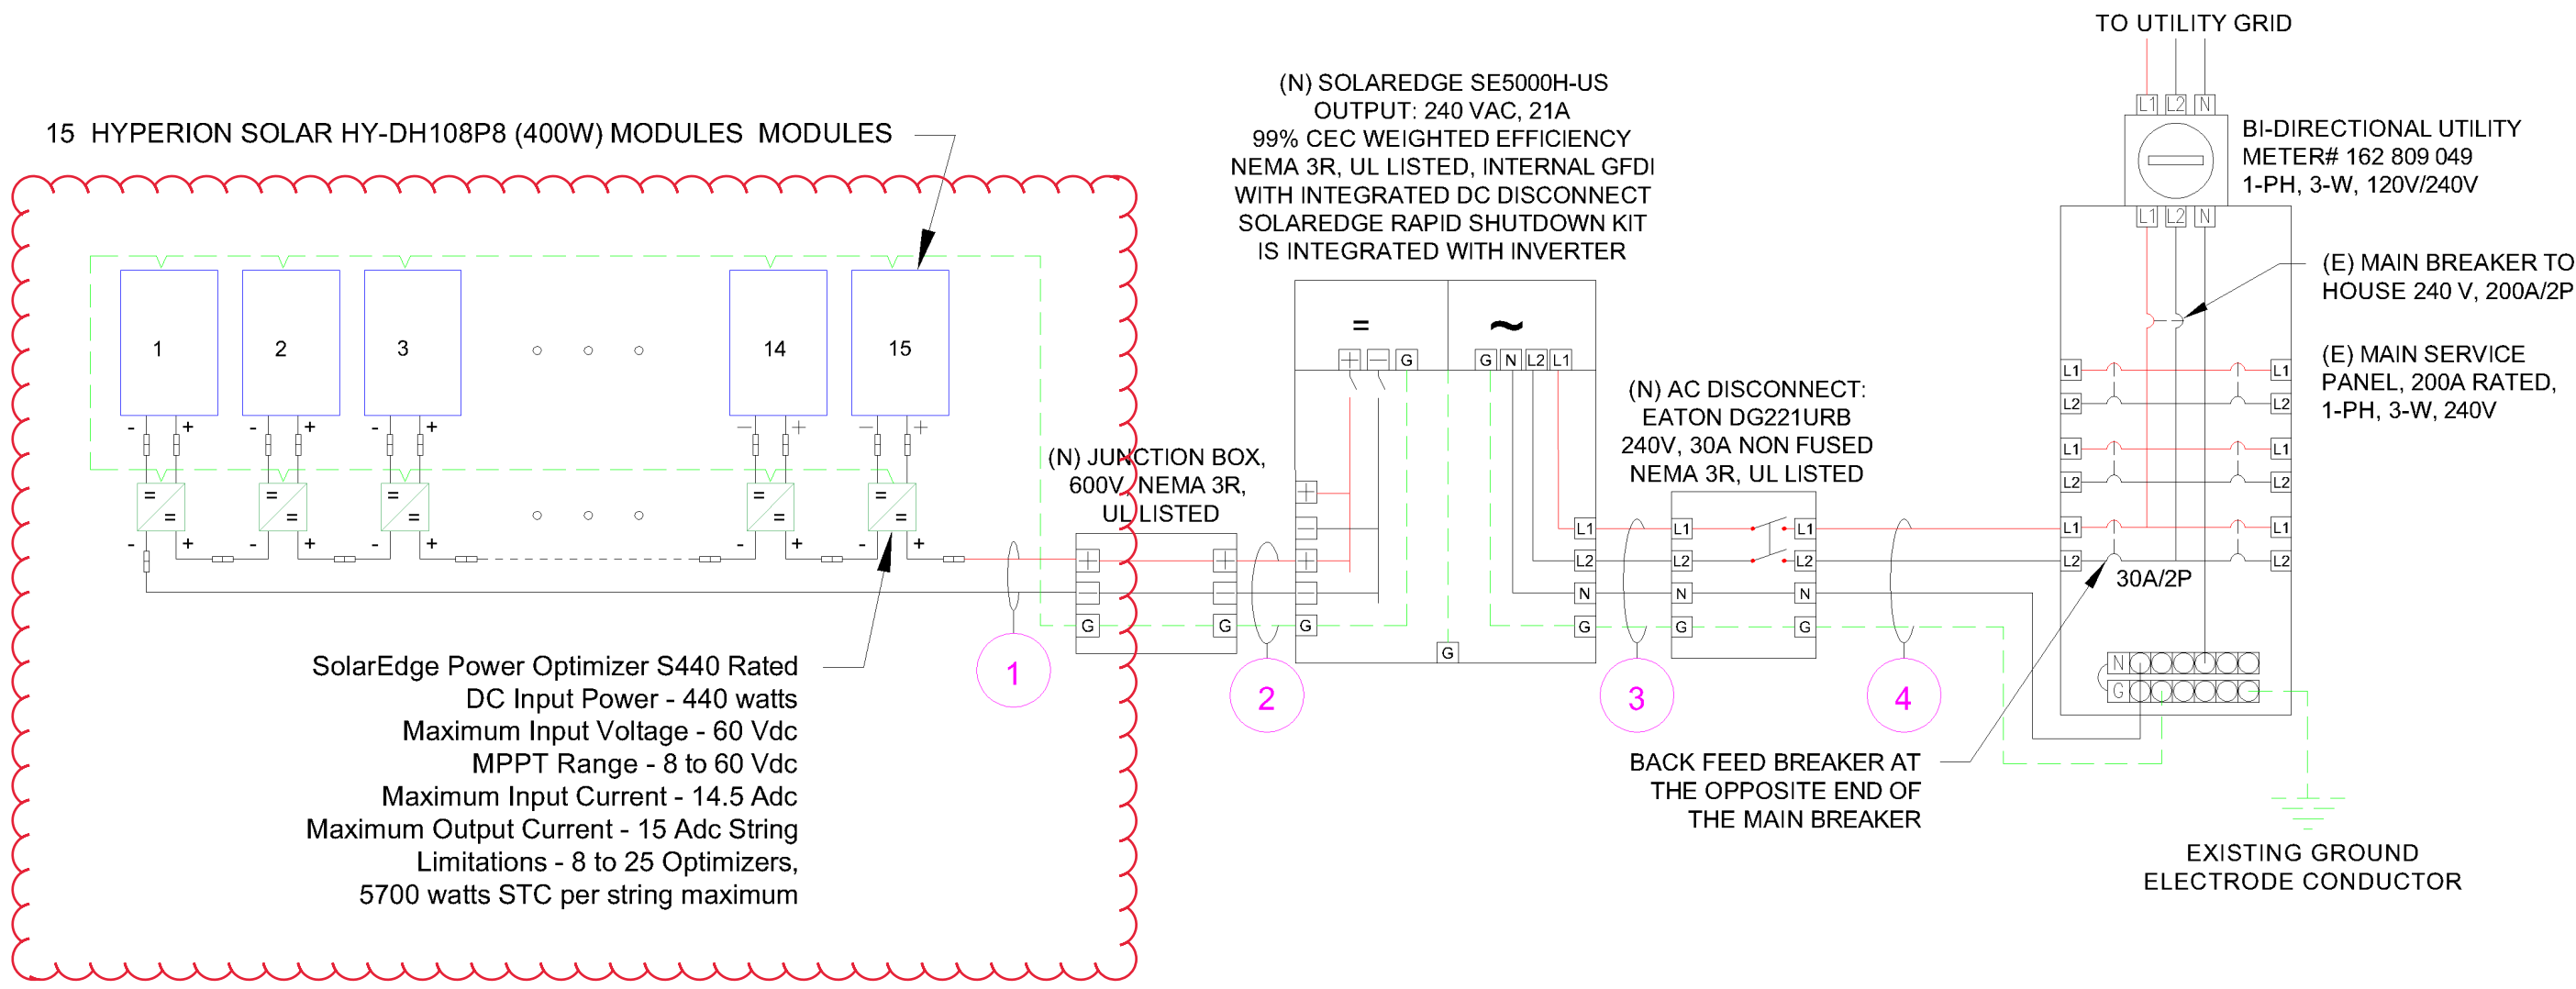 TO UTILITY GRID
L1 L2 N
BI-DIRECTIONAL UTILITY
METER# 162 809 049
1-PH, 3-W, 120V/240V
L1 L2 N
(E) MAIN BREAKER TO
HOUSE 240 V, 200A/2P
(E) MAIN SERVICE
PANEL, 200A RATED,
1-PH, 3-W, 240V
15 HYPERION SOLAR HY-DH108P8 (400W) MODULES MODULES
1 2 3 14 15
- + - + - + - + - +
= = = = =
= = = = =
- + - + - + - + - +
(N) JUNCTION BOX,
600V, NEMA 3R,
UL LISTED
+ +
- -
G G
1
2
SolarEdge Power Optimizer S440 Rated
DC Input Power - 440 watts
Maximum Input Voltage - 60 Vdc
MPPT Range - 8 to 60 Vdc
Maximum Input Current - 14.5 Adc
Maximum Output Current - 15 Adc String
Limitations - 8 to 25 Optimizers,
5700 watts STC per string maximum
(N) SOLAREDGE SE5000H-US
OUTPUT: 240 VAC, 21A
99% CEC WEIGHTED EFFICIENCY
NEMA 3R, UL LISTED, INTERNAL GFDI
WITH INTEGRATED DC DISCONNECT
SOLAREDGE RAPID SHUTDOWN KIT
IS INTEGRATED WITH INVERTER
= ~
+ - G G N L2 L1
+
-
+
-
G
G
L1
L2
N
G
3
(N) AC DISCONNECT:
EATON DG221URB
240V, 30A NON FUSED
NEMA 3R, UL LISTED
L1 L1
L2 L2
N N
G G
4
L1 L1
L2 L2
L1 L1
L2 L2
L1 L1
L2 L2
30A/2P
N
G
BACK FEED BREAKER AT
THE OPPOSITE END OF
THE MAIN BREAKER
EXISTING GROUND
ELECTRODE CONDUCTOR